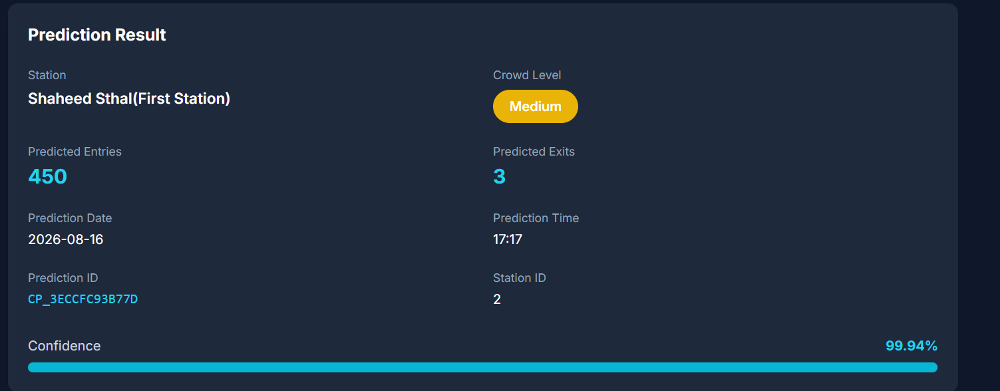 Prediction Result
Station
Shaheed Sthal(First Station)
Crowd Level
Medium
Predicted Entries
450
Predicted Exits
3
Prediction Date
2026-08-16
Prediction Time
17:17
Prediction ID
CP_3ECCFC93B77D
Station ID
2
Confidence
99.94%